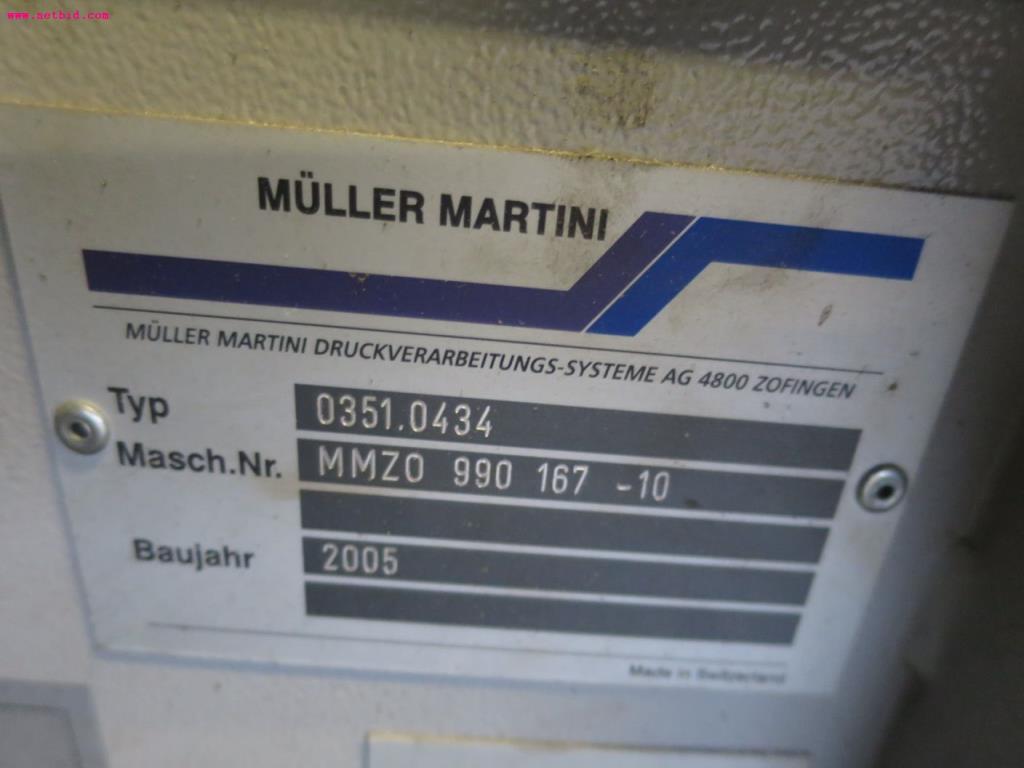 www.netbid.com
MÜLLER MARTINI
MÜLLER MARTINI DRUCKVERARBEITUNGS-SYSTEME AG 4800 ZOFINGEN
Typ 0351.0434
Masch.Nr. MMZO 990 167 -10
Baujahr 2005
Made in Switzerland